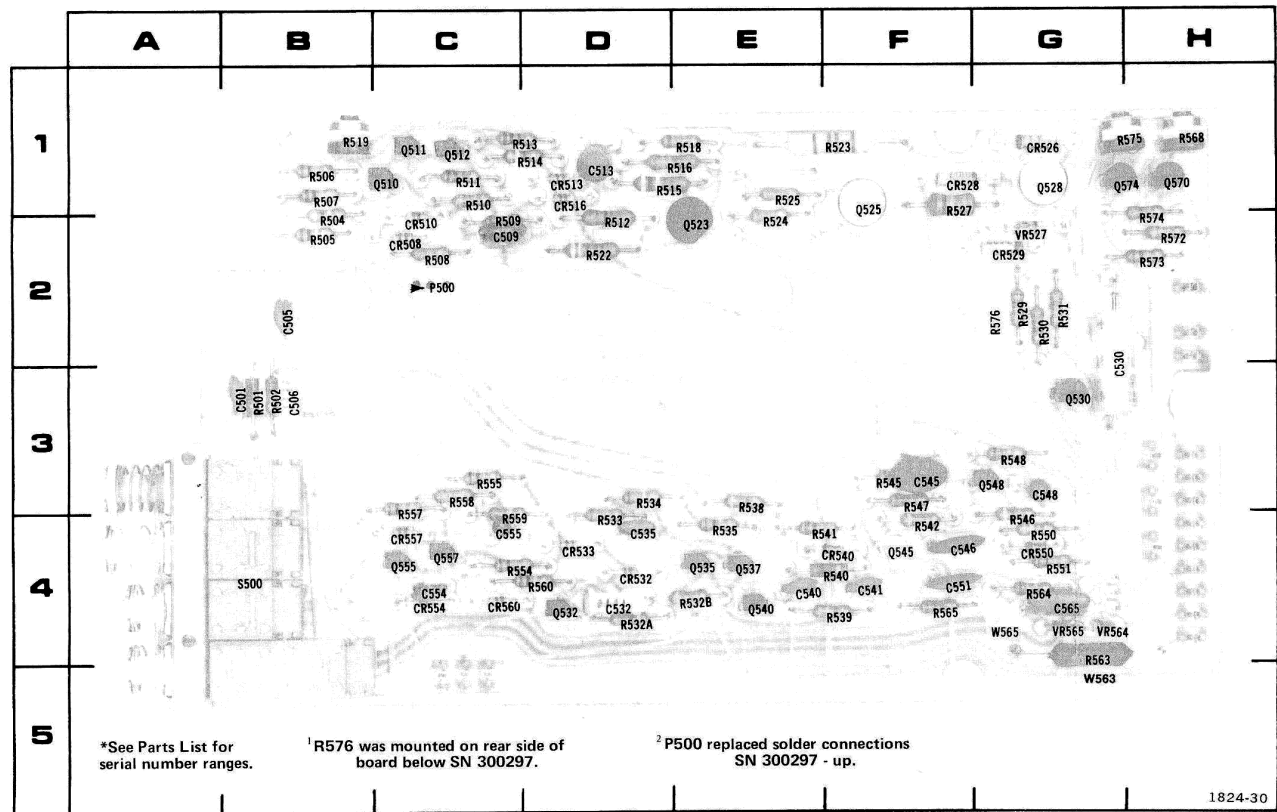 A B C D E F G H
1
R519 Q511 Q512 R513 R518 R523 CR526 R575 R568
R514
R506 Q510 R511 CR513 C513 R516 CR528 Q528 Q574 Q570
R515
R507 R510 CR516 R525 Q525 R527
R504 CR510 R509 R512 Q523 R524 R574
R505 CR508 C509 VR527 R572
R508 R522 CR529 R573
2
P500
C505 R576 R529 R530 R531
C530
C501 R501 R502 C506 Q530
3
R548
R555 R545 C545 Q548
R558 R534 R538 R547 C548
R557 R559 R533 R542 R546
C555 C535 R535 R541 R550
CR557 Q557 CR533 CR540 Q545 C546 CR550
Q555 R554 Q535 Q537 R551
4
S500 R560 CR532 R540
C554 C540 C541 C551 R564
CR554 CR560 Q532 C532 R532B Q540 R539 R565 C565
R532A W565 VR565 VR564
R563
W563
5
*See Parts List for
serial number ranges.
1 R576 was mounted on rear side of
board below SN 300297.
2 P500 replaced solder connections
SN 300297 - up.
1824-30